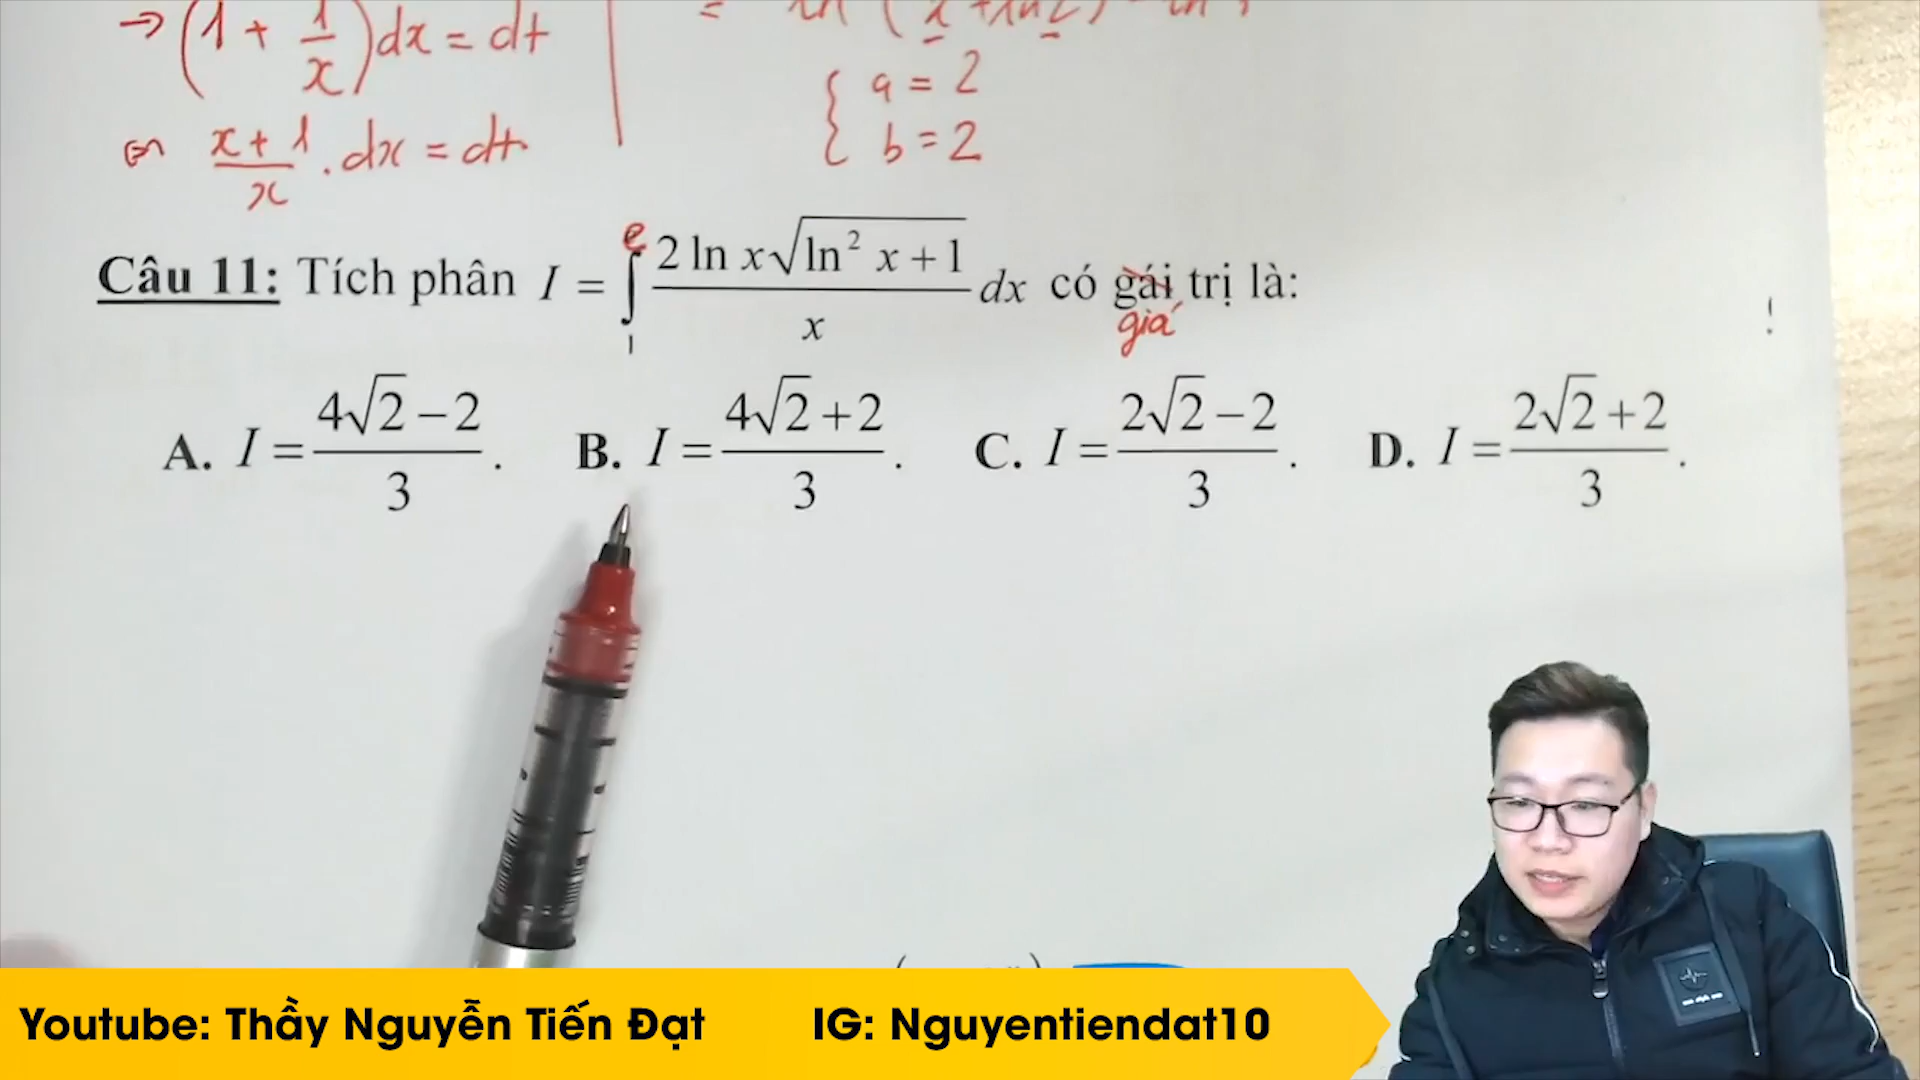 → (1 + 1/x) dx = dt
⇔ (x + 1)/x . dx = dt
{ a = 2
{ b = 2
Câu 11: Tích phân I = ∫₁ᵉ (2 ln x√(ln² x + 1))/x dx có gái trị là:
giá
A. I = (4√2 − 2)/3 . B. I = (4√2 + 2)/3 . C. I = (2√2 − 2)/3 . D. I = (2√2 + 2)/3 .
!
Youtube: Thầy Nguyễn Tiến Đạt IG: Nguyentiendat10